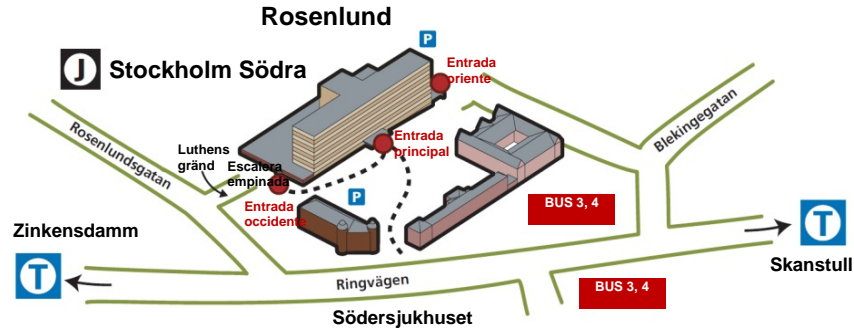 Rosenlund
P
J Stockholm Södra
Entrada
oriente
Rosenlundsgatan
Luthens
gränd
Escalera
empinada
Entrada
principal
Blekingegatan
P
Entrada
occidente
BUS 3, 4
Zinkensdamm
T
T
Skanstull
Ringvägen
BUS 3, 4
Södersjukhuset